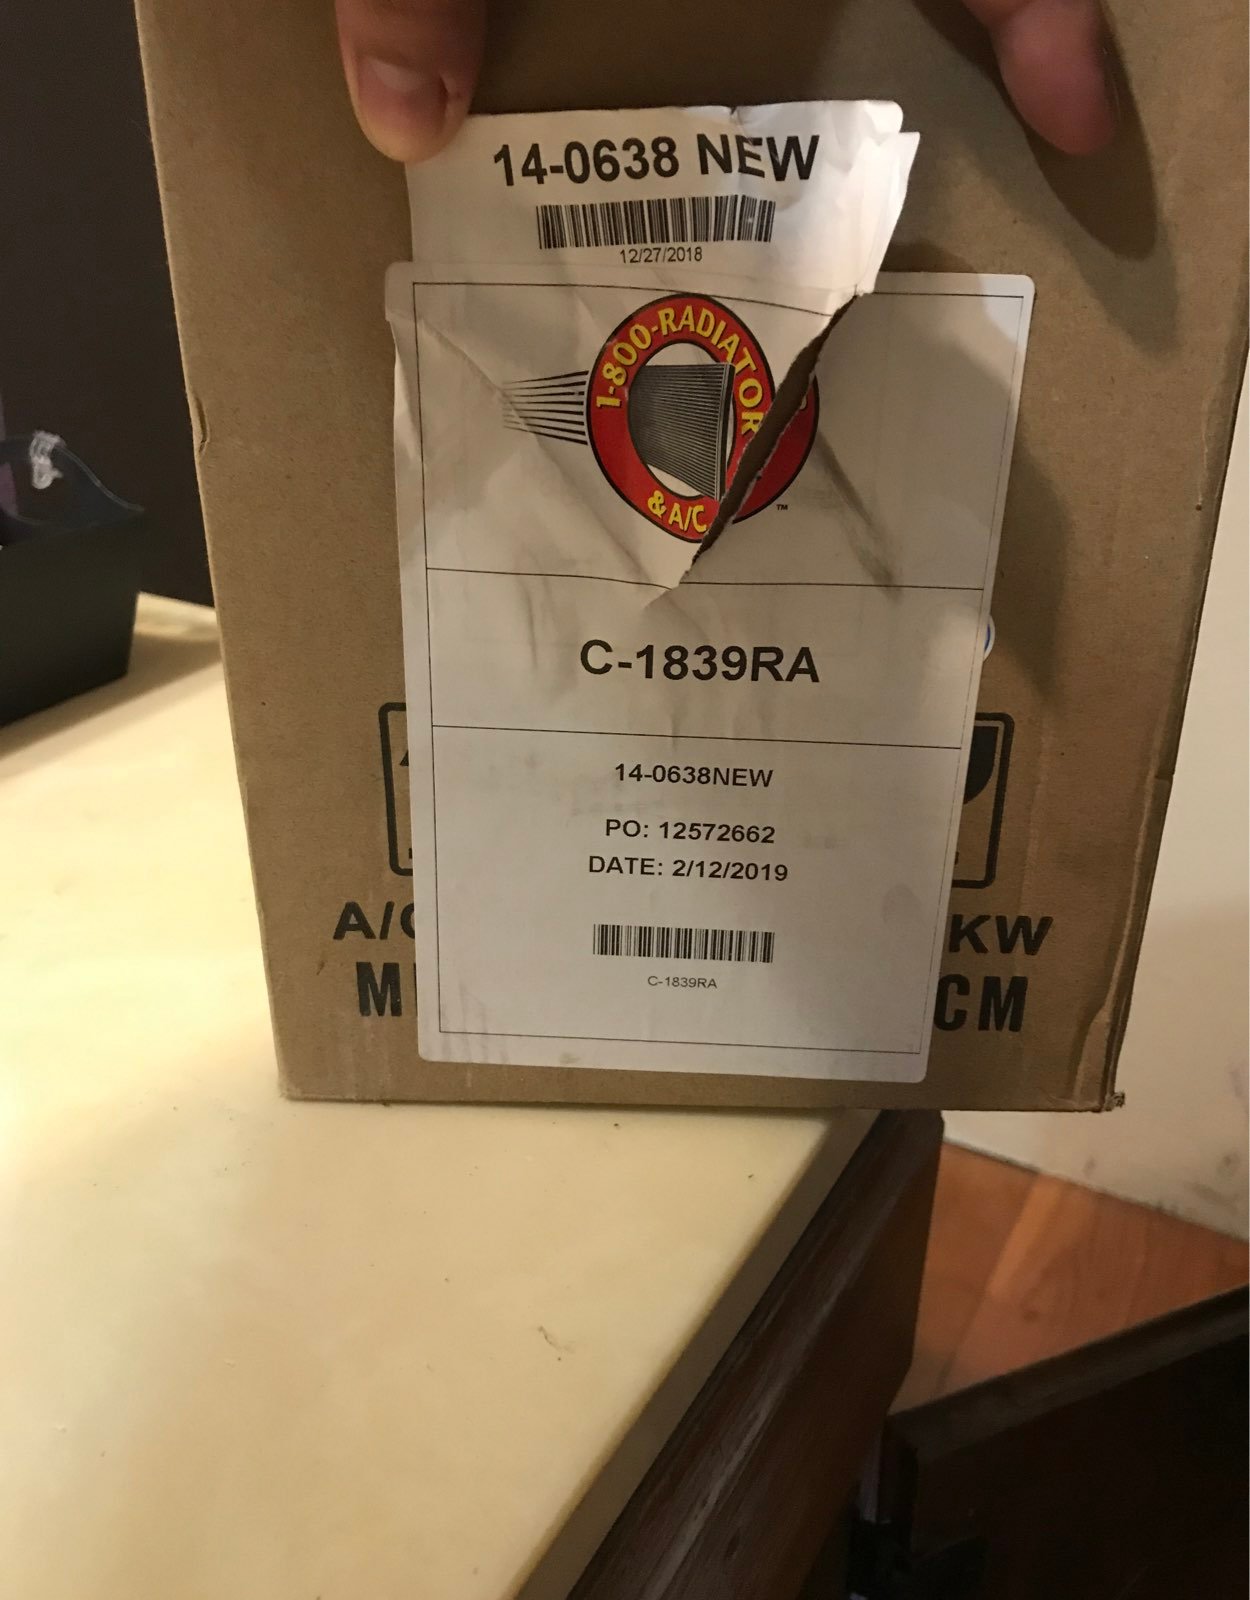 14-0638 NEW
12/27/2018
1-800-RADIATOR
& A/C
™
C-1839RA
14-0638NEW
PO: 12572662
DATE: 2/12/2019
C-1839RA
KW
CM